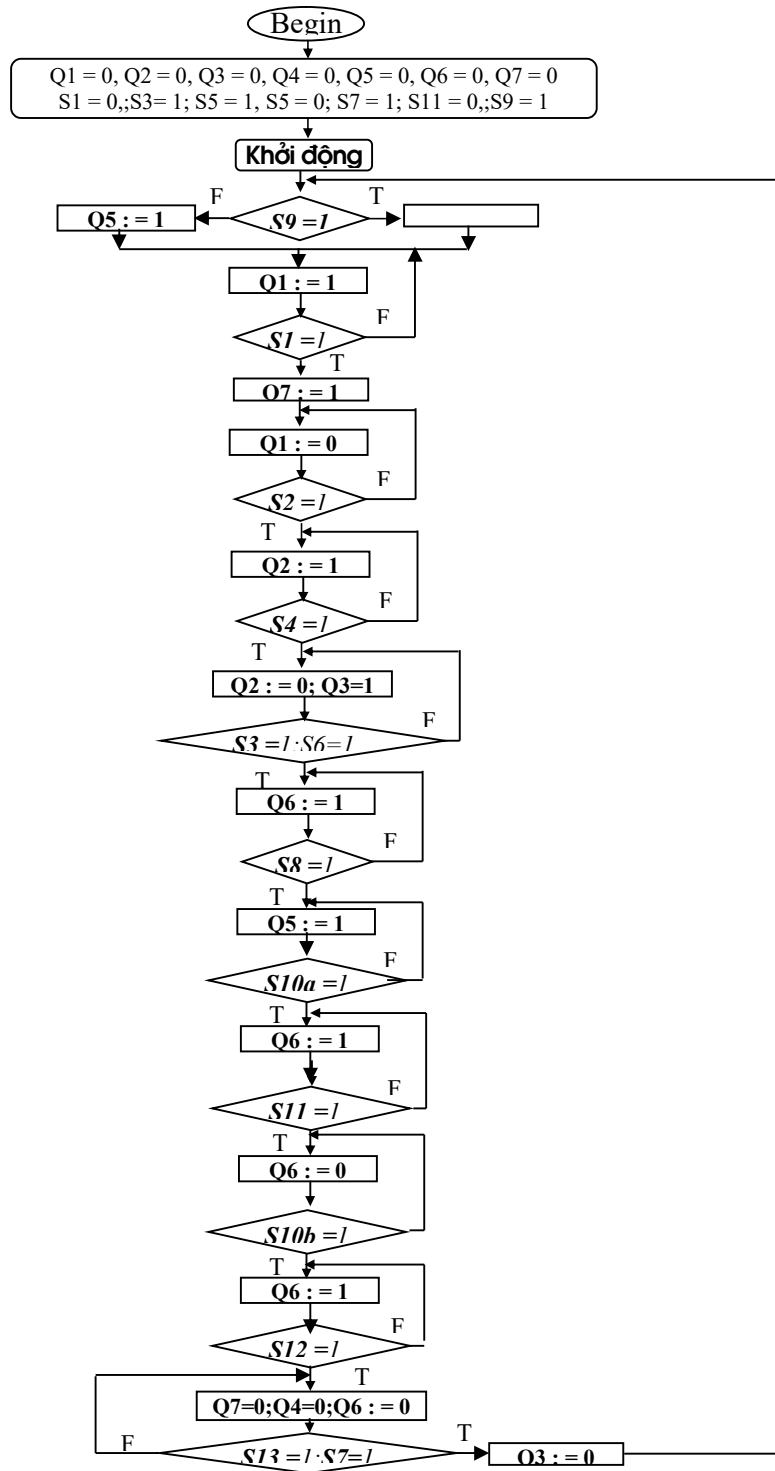 Begin
Q1 = 0, Q2 = 0, Q3 = 0, Q4 = 0, Q5 = 0, Q6 = 0, Q7 = 0
S1 = 0,;S3= 1; S5 = 1, S5 = 0; S7 = 1; S11 = 0,;S9 = 1
Khởi động
F
T
Q5 : = 1
S9 =1
Q1 : = 1
F
S1 =1
T
Q7 : = 1
Q1 : = 0
F
S2 =1
T
Q2 : = 1
F
S4 =1
T
Q2 : = 0; Q3=1
F
S3 =1;S6=1
T
Q6 : = 1
F
S8 =1
T
Q5 : = 1
F
S10a =1
T
Q6 : = 1
F
S11 =1
T
Q6 : = 0
S10b =1
T
Q6 : = 1
F
S12 =1
T
Q7=0;Q4=0;Q6 : = 0
F
T
S13 =1;S7=1
Q3 : = 0